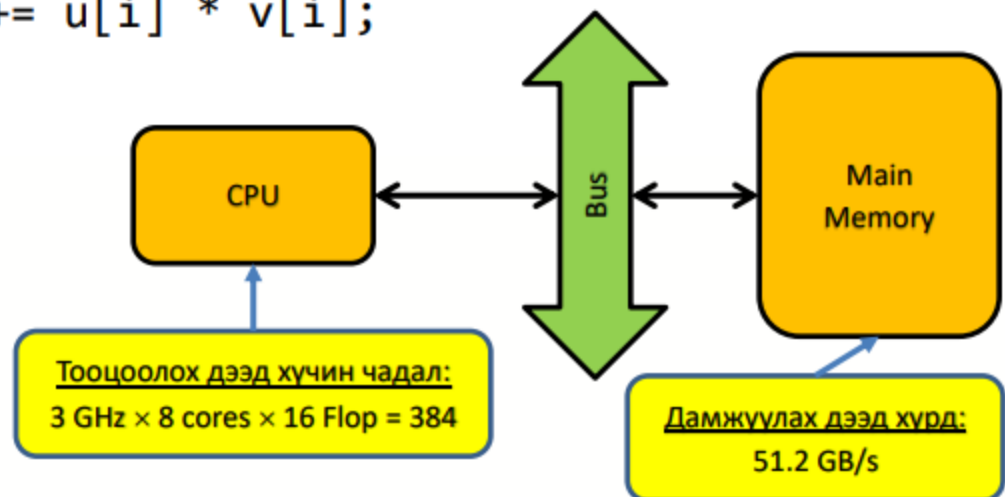 += u[i] * v[i];
CPU
Bus
Main
Memory
Тооцоолох дээд хүчин чадал:
3 GHz × 8 cores × 16 Flop = 384
Дамжуулах дээд хурд:
51.2 GB/s